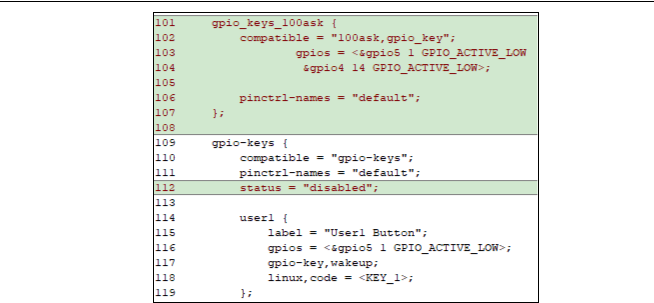 101 gpio_keys_100ask {
102 compatible = "100ask,gpio_key";
103 gpios = <&gpio5 1 GPIO_ACTIVE_LOW
104 &gpio4 14 GPIO_ACTIVE_LOW>;
105
106 pinctrl-names = "default";
107 };
108
109 gpio-keys {
110 compatible = "gpio-keys";
111 pinctrl-names = "default";
112 status = "disabled";
113
114 user1 {
115 label = "User1 Button";
116 gpios = <&gpio5 1 GPIO_ACTIVE_LOW>;
117 gpio-key,wakeup;
118 linux,code = <KEY_1>;
119 };